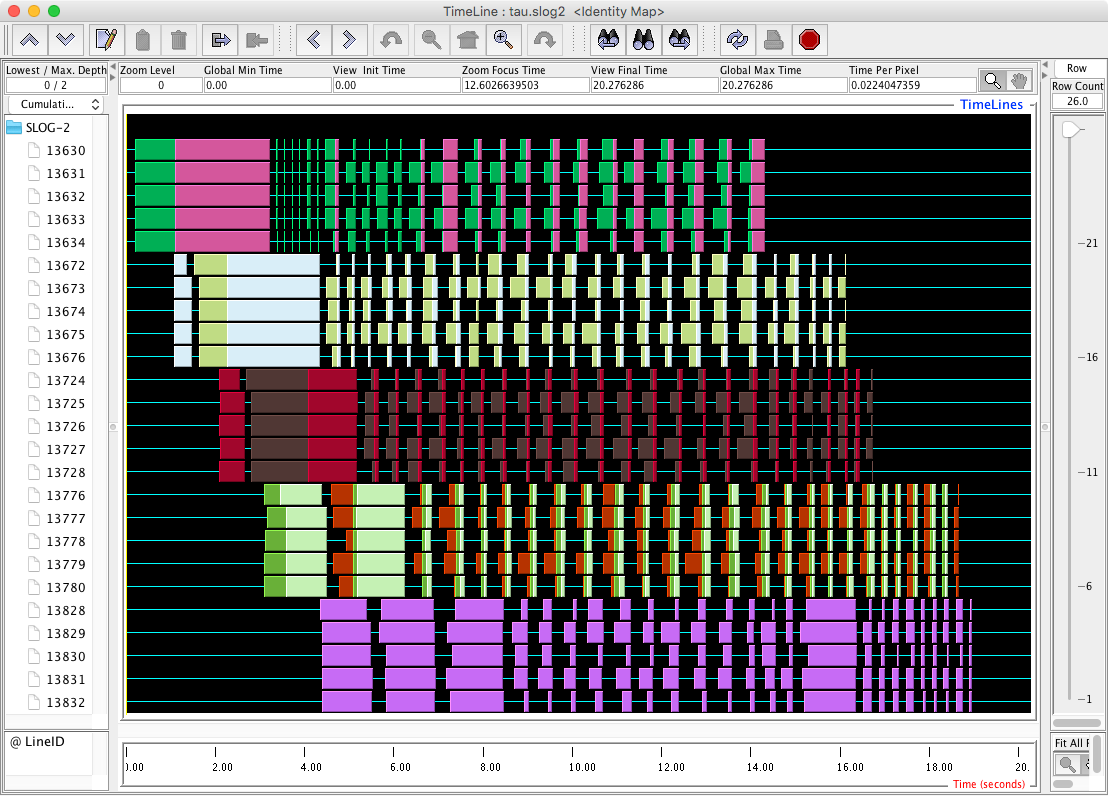 TimeLine : tau.slog2 <Identity Map>
Lowest / Max. Depth
0 / 2
Zoom Level
0
Global Min Time
0.00
View Init Time
0.00
Zoom Focus Time
12.6026639503
View Final Time
20.276286
Global Max Time
20.276286
Time Per Pixel
0.0224047359
Row
Row Count
26.0
Cumulati...
TimeLines
SLOG-2
13630
13631
13632
13633
13634
13672
13673
13674
13675
13676
13724
13725
13726
13727
13728
13776
13777
13778
13779
13780
13828
13829
13830
13831
13832
21
16
11
6
1
@ LineID
Fit All
0.00 2.00 4.00 6.00 8.00 10.00 12.00 14.00 16.00 18.00 20.
Time (seconds)